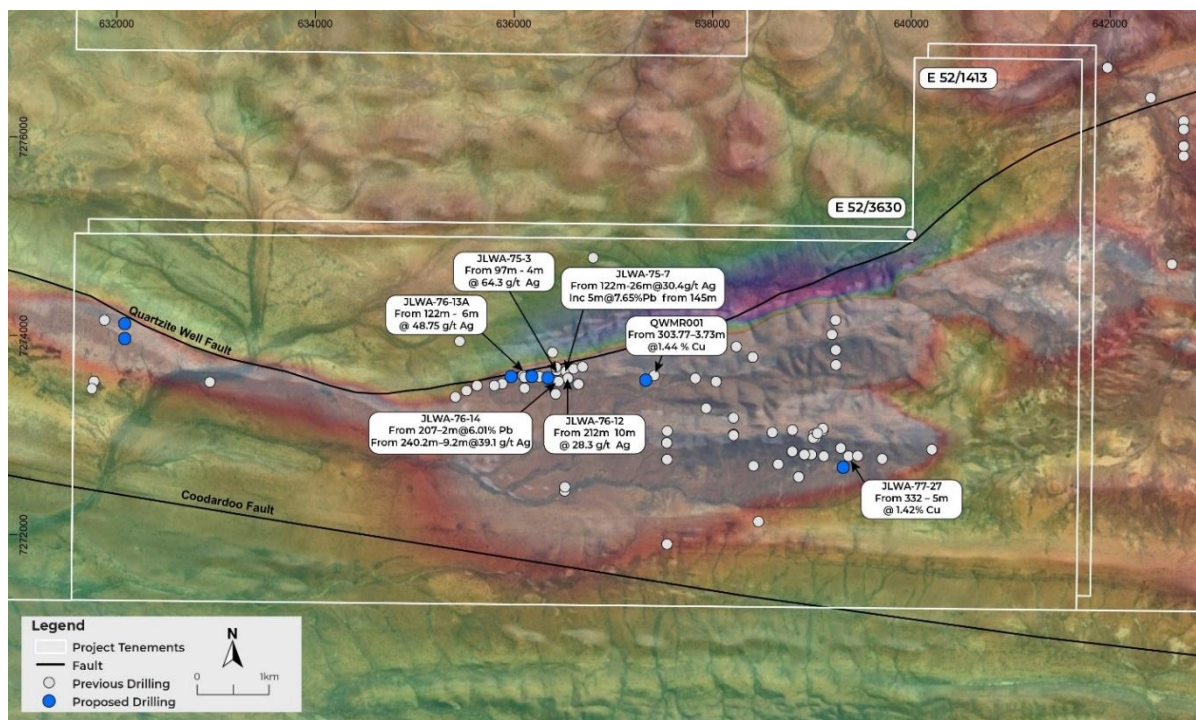 632000
634000
636000
638000
640000
642000
E 52/1413
7276000
E 52/3630
JLWA-75-3
From 97m - 4m
@ 64.3 g/t Ag
JLWA-75-7
From 122m-26m@30.4g/t Ag
Inc 5m@7.65%Pb from 145m
JLWA-76-13A
From 122m - 6m
@ 48.75 g/t Ag
QWMR001
From 303.77–3.73m
@1.44 % Cu
Quartzite Well Fault
7274000
JLWA-76-14
From 207–2m@6.01% Pb
From 240.2m–9.2m@39.1 g/t Ag
JLWA-76-12
From 212m 10m
@ 28.3 g/t Ag
JLWA-77-27
From 332 – 5m
@ 1.42% Cu
Coodardoo Fault
7272000
Legend
Project Tenements
Fault
Previous Drilling
Proposed Drilling
N
0 1km